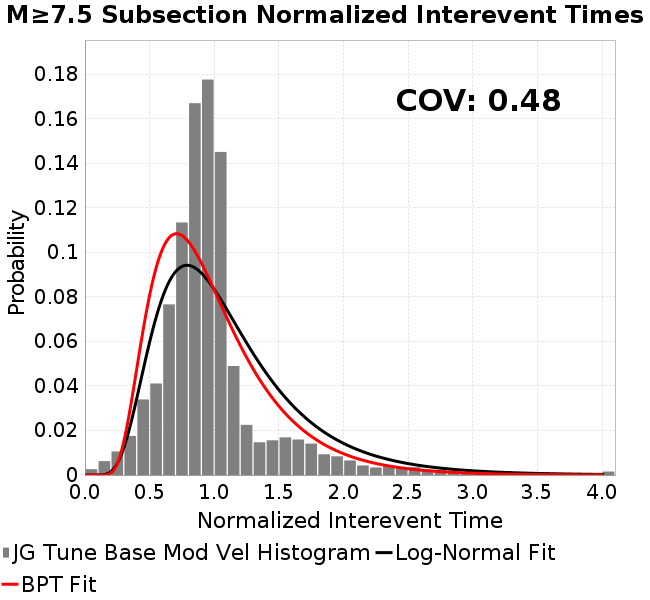 M≥7.5 Subsection Normalized Interevent Times
COV: 0.48
Probability
0.18
0.16
0.14
0.12
0.1
0.08
0.06
0.04
0.02
0
0.0 0.5 1.0 1.5 2.0 2.5 3.0 3.5 4.0
Normalized Interevent Time
JG Tune Base Mod Vel Histogram Log-Normal Fit
BPT Fit